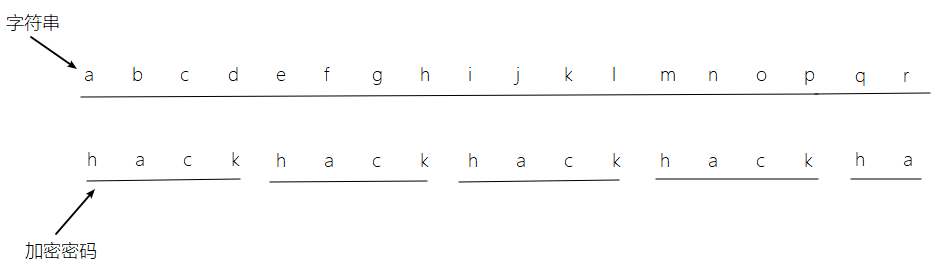 字符串
a b c d e f g h i j k l m n o p q r
h a c k h a c k h a c k h a c k h a
加密密码